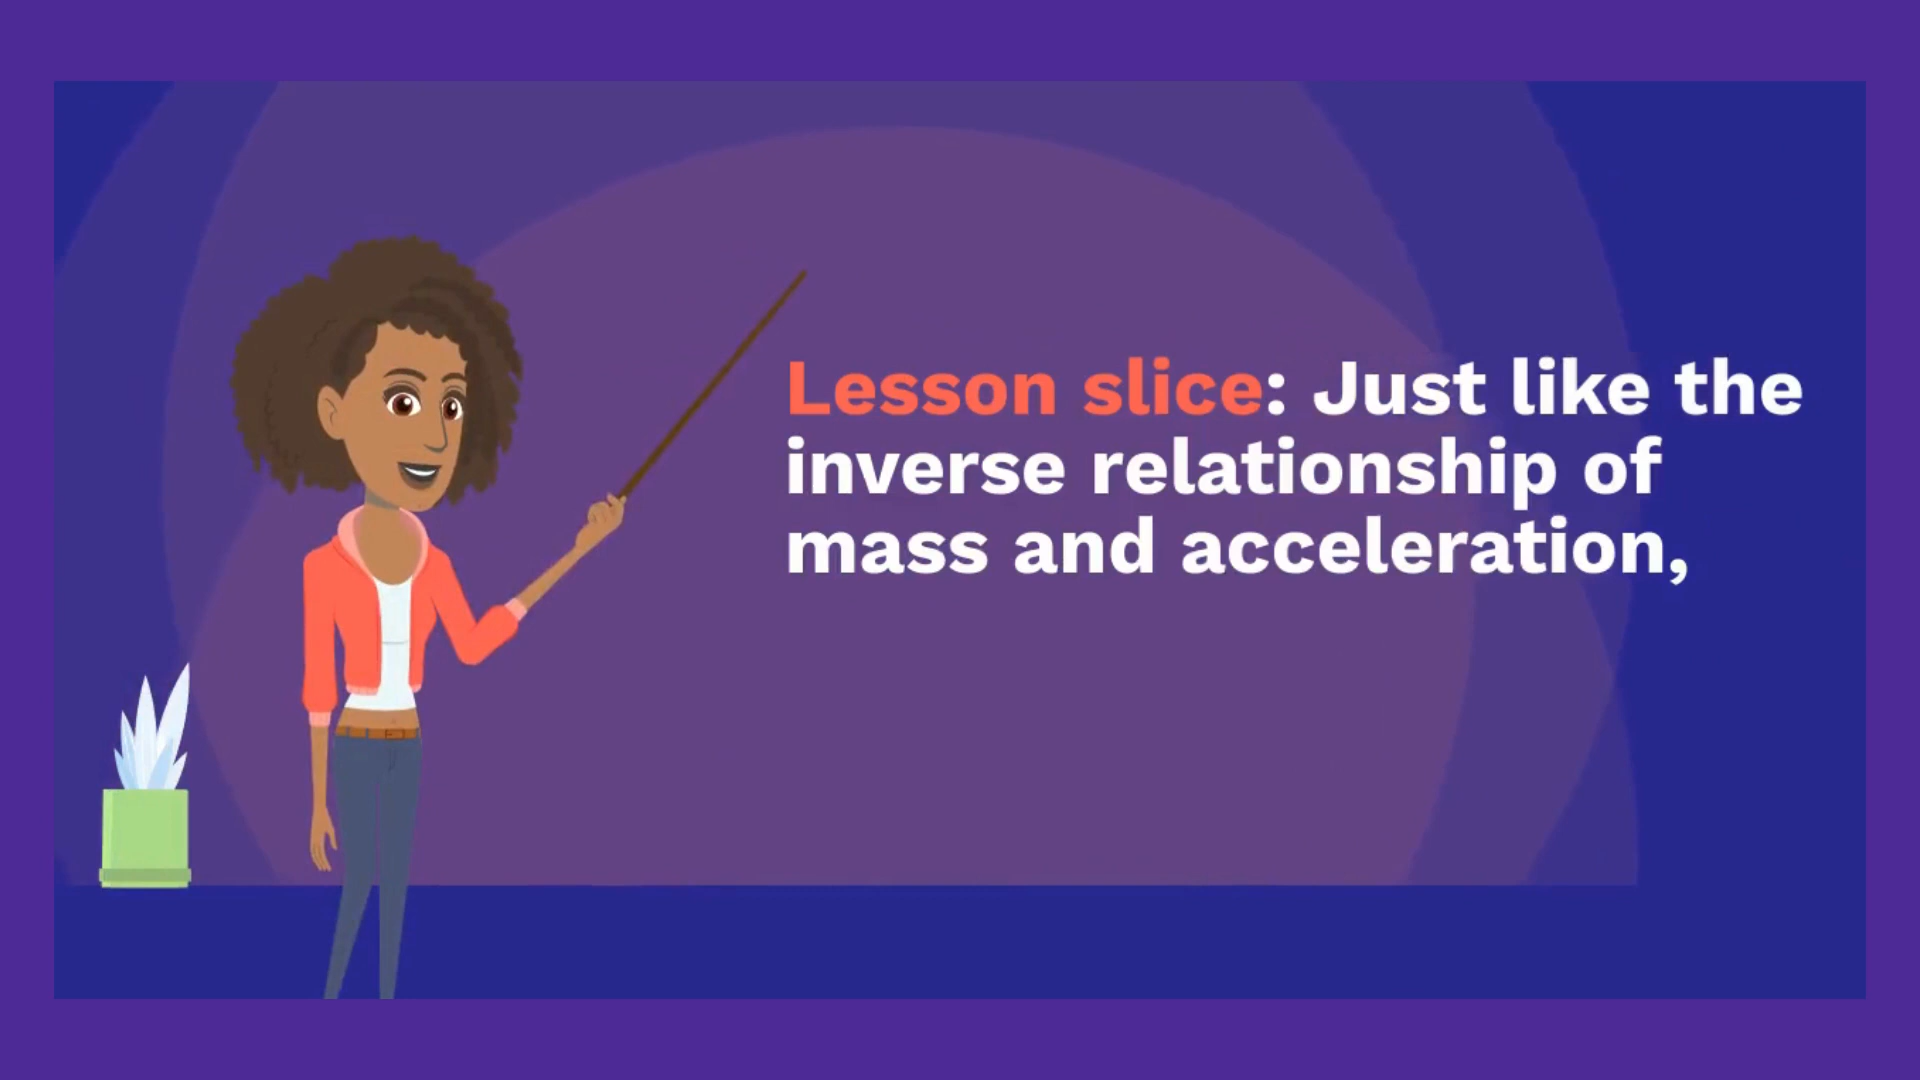 Lesson slice: Just like the
inverse relationship of
mass and acceleration,